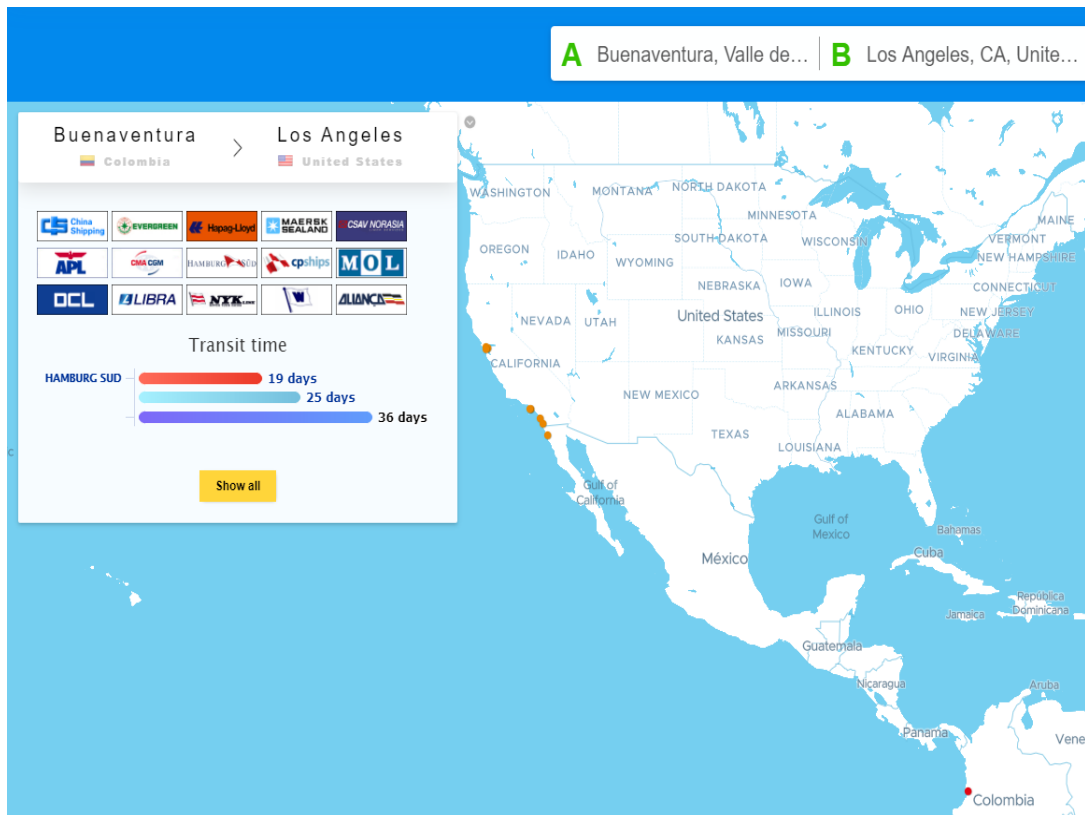 A Buenaventura, Valle de... B Los Angeles, CA, Unite...
Buenaventura > Los Angeles
Colombia United States
China Shipping
EVERGREEN
Hapag-Lloyd
MAERSK SEALAND
CSAV NORASIA
APL
CMA CGM
HAMBURG SÜD
cpships
MOL
OCL
LIBRA
NYK LINE
W
ALIANÇA
Transit time
HAMBURG SUD 19 days
25 days
36 days
Show all
WASHINGTON
MONTANA
NORTH DAKOTA
MINNESOTA
MAINE
OREGON
IDAHO
WYOMING
SOUTH DAKOTA
WISCONSIN
VERMONT
NEW HAMPSHIRE
NEBRASKA
IOWA
CONNECTICUT
NEVADA
UTAH
United States
ILLINOIS
OHIO
NEW JERSEY
KANSAS
MISSOURI
DELAWARE
CALIFORNIA
KENTUCKY
VIRGINIA
NEW MEXICO
ARKANSAS
TEXAS
ALABAMA
LOUISIANA
Gulf of
California
Gulf of
Mexico
Bahamas
México
Cuba
República
Dominicana
Jamaica
Guatemala
Nicaragua
Aruba
Panama
Vene
Colombia